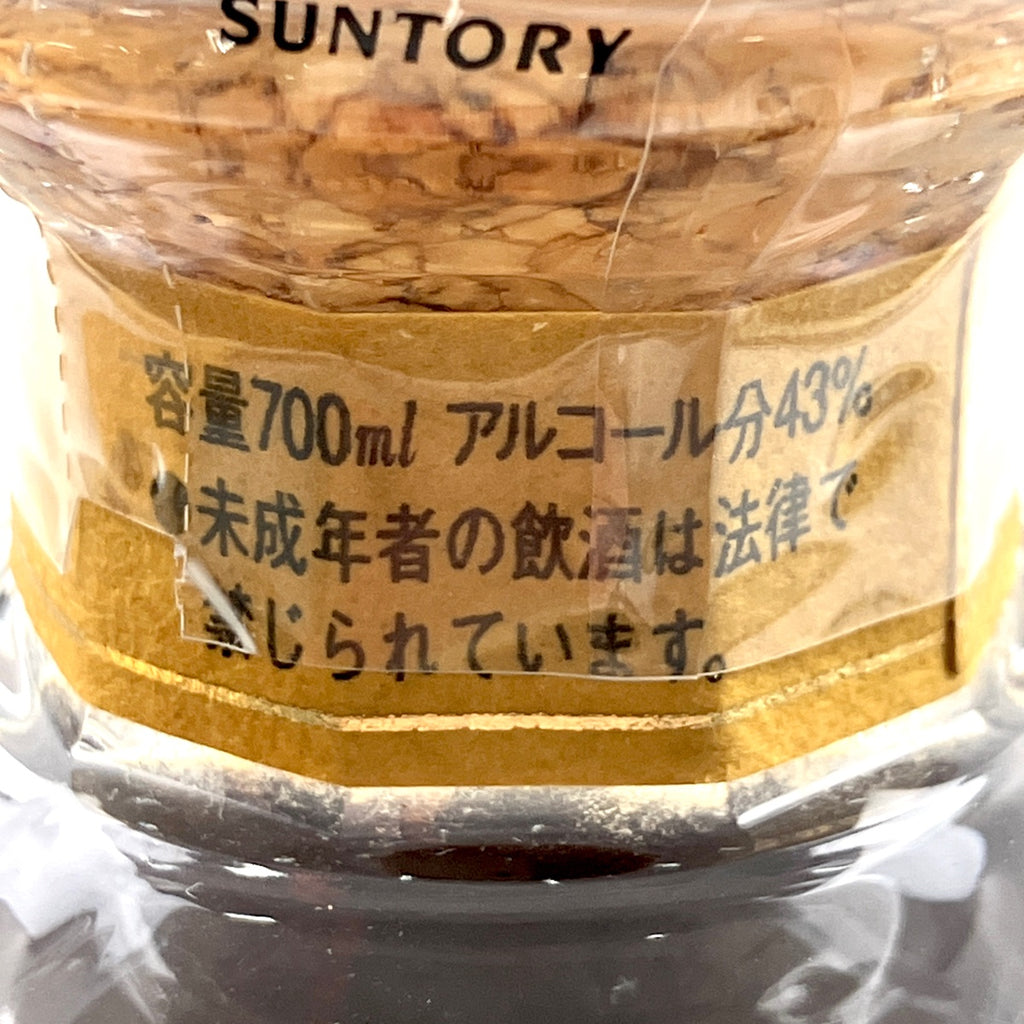 SUNTORY
容量700ml アルコール分43%
●未成年者の飲酒は法律で
禁じられています。